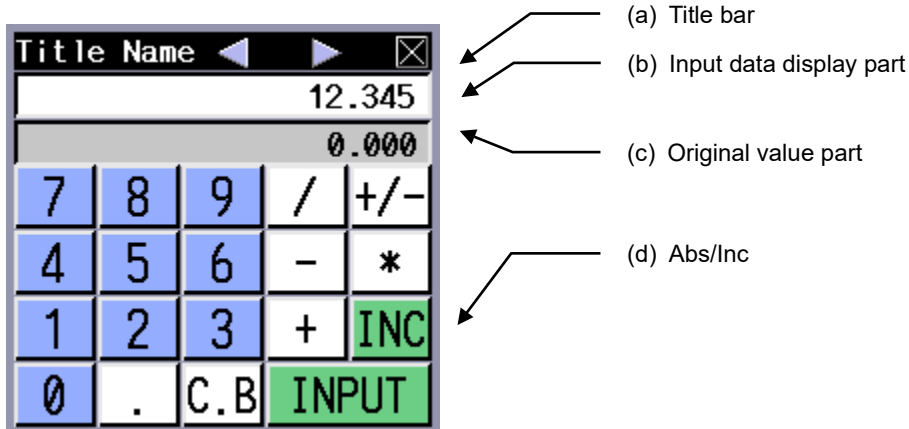 (a) Title bar
Title Name
(b) Input data display part
12.345
0.000
(c) Original value part
7 8 9 / +/-
4 5 6 - *
(d) Abs/Inc
1 2 3 + INC
0 . C.B INPUT